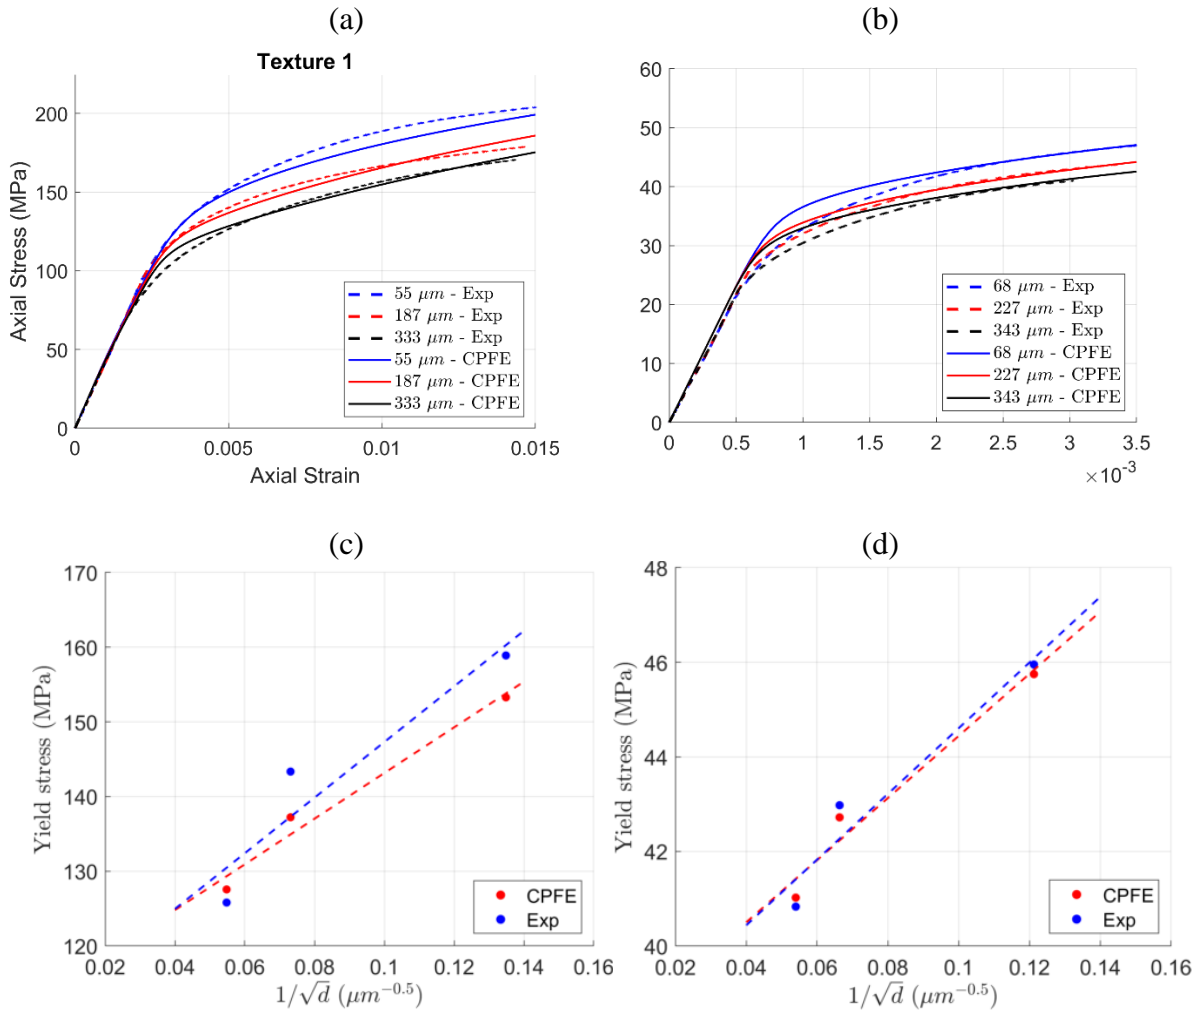 (a)
Texture 1
Axial Stress (MPa)
200
150
100
50
0
0
0.005
0.01
0.015
Axial Strain
55 μm - Exp
187 μm - Exp
333 μm - Exp
55 μm - CPFE
187 μm - CPFE
333 μm - CPFE
(b)
60
50
40
30
20
10
0
0
0.5
1
1.5
2
2.5
3
3.5
×10⁻³
68 μm - Exp
227 μm - Exp
343 μm - Exp
68 μm - CPFE
227 μm - CPFE
343 μm - CPFE
(c)
Yield stress (MPa)
170
160
150
140
130
120
0.02
0.04
0.06
0.08
0.1
0.12
0.14
0.16
1/√d (μm⁻⁰·⁵)
CPFE
Exp
(d)
Yield stress (MPa)
48
46
44
42
40
0.02
0.04
0.06
0.08
0.1
0.12
0.14
0.16
1/√d (μm⁻⁰·⁵)
CPFE
Exp